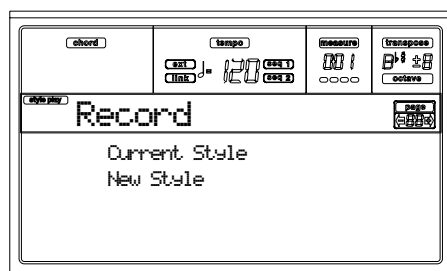 chord tempo measure transpose
ext ♩= 120 seq 1 001 B♭
link seq 2 octave
style play Record page
Current Style
New Style